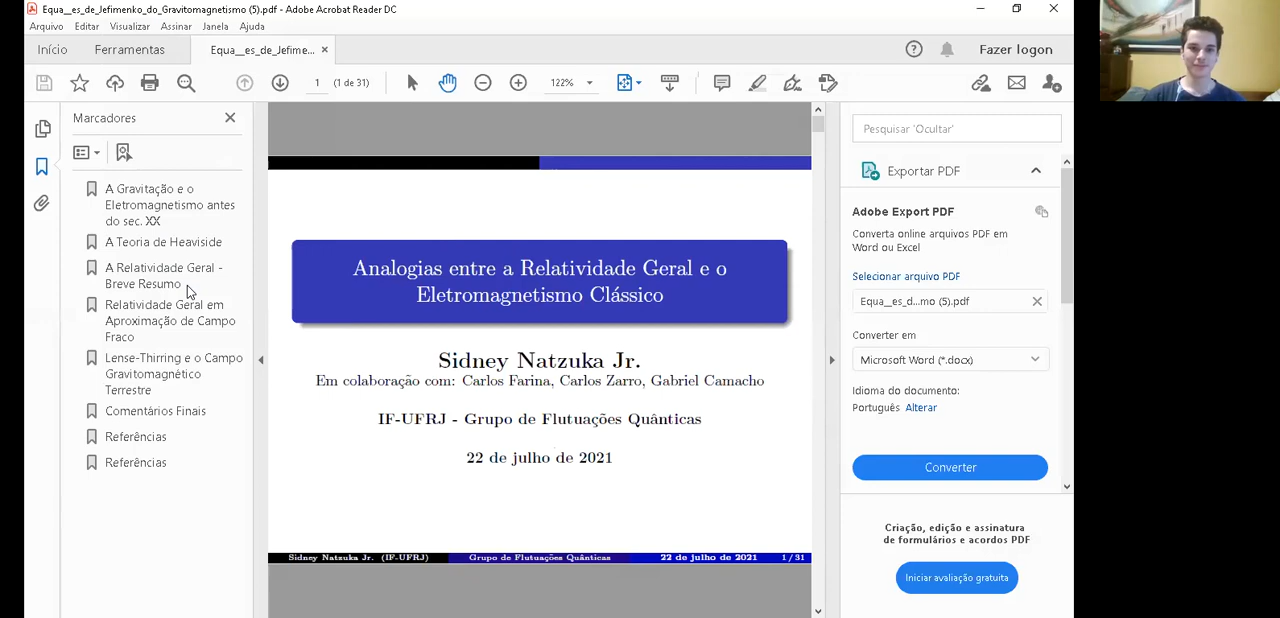 Equa__es_de_Jefimenko_do_Gravitomagnetismo (5).pdf - Adobe Acrobat Reader DC
Arquivo Editar Visualizar Assinar Janela Ajuda
Início Ferramentas Equa__es_de_Jefime... × Fazer logon
1 (1 de 31) 122%
Marcadores
A Gravitação e o
Eletromagnetismo antes
do sec. XX
A Teoria de Heaviside
A Relatividade Geral -
Breve Resumo
Relatividade Geral em
Aproximação de Campo
Fraco
Lense-Thirring e o Campo
Gravitomagnético
Terrestre
Comentários Finais
Referências
Referências
Analogias entre a Relatividade Geral e o
Eletromagnetismo Clássico
Sidney Natzuka Jr.
Em colaboração com: Carlos Farina, Carlos Zarro, Gabriel Camacho
IF-UFRJ - Grupo de Flutuações Quânticas
22 de julho de 2021
Sidney Natzuka Jr. (IF-UFRJ) Grupo de Flutuações Quânticas 22 de julho de 2021 1 / 31
Pesquisar 'Ocultar'
Exportar PDF
Adobe Export PDF
Converta online arquivos PDF em
Word ou Excel
Selecionar arquivo PDF
Equa__es_d...mo (5).pdf
Converter em
Microsoft Word (*.docx)
Idioma do documento:
Português Alterar
Converter
Criação, edição e assinatura
de formulários e acordos PDF
Iniciar avaliação gratuita